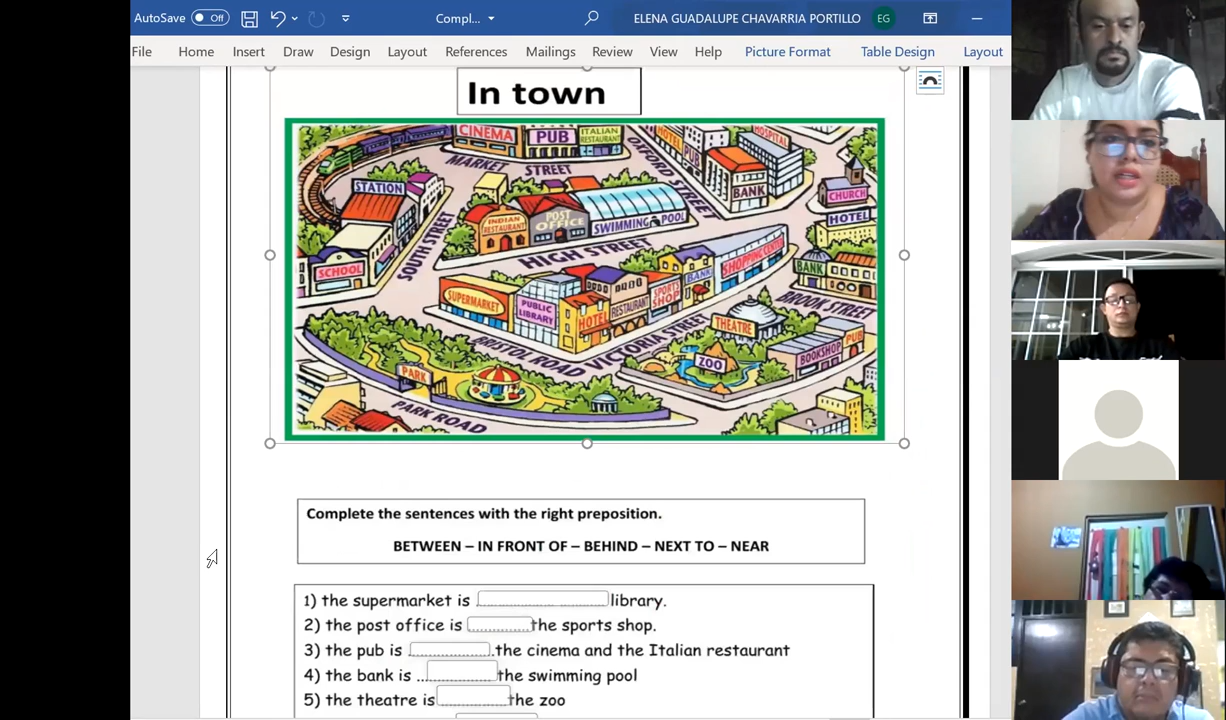 AutoSave Off Compl... ELENA GUADALUPE CHAVARRIA PORTILLO EG
File Home Insert Draw Design Layout References Mailings Review View Help Picture Format Table Design Layout
In town
CINEMA
PUB
ITALIAN RESTAURANT
MARKET STREET
OXFORD STREET
HOTEL
PUB
HOSPITAL
BANK
CHURCH
HOTEL
STATION
SCHOOL
SOUTH STREET
INDIAN RESTAURANT
POST OFFICE
SWIMMING POOL
HIGH STREET
SUPERMARKET
PUBLIC LIBRARY
HOTEL
RESTAURANT
SPORTS SHOP
BANK
SHOPPING CENTER
BANK
BROOK STREET
BRISTOL ROAD
VICTORIA STREET
THEATRE
ZOO
BOOKSHOP
PUB
PARK
PARK ROAD
Complete the sentences with the right preposition.
BETWEEN – IN FRONT OF – BEHIND – NEXT TO – NEAR
1) the supermarket is library.
2) the post office is the sports shop.
3) the pub is .the cinema and the Italian restaurant
4) the bank is ... the swimming pool
5) the theatre is the zoo